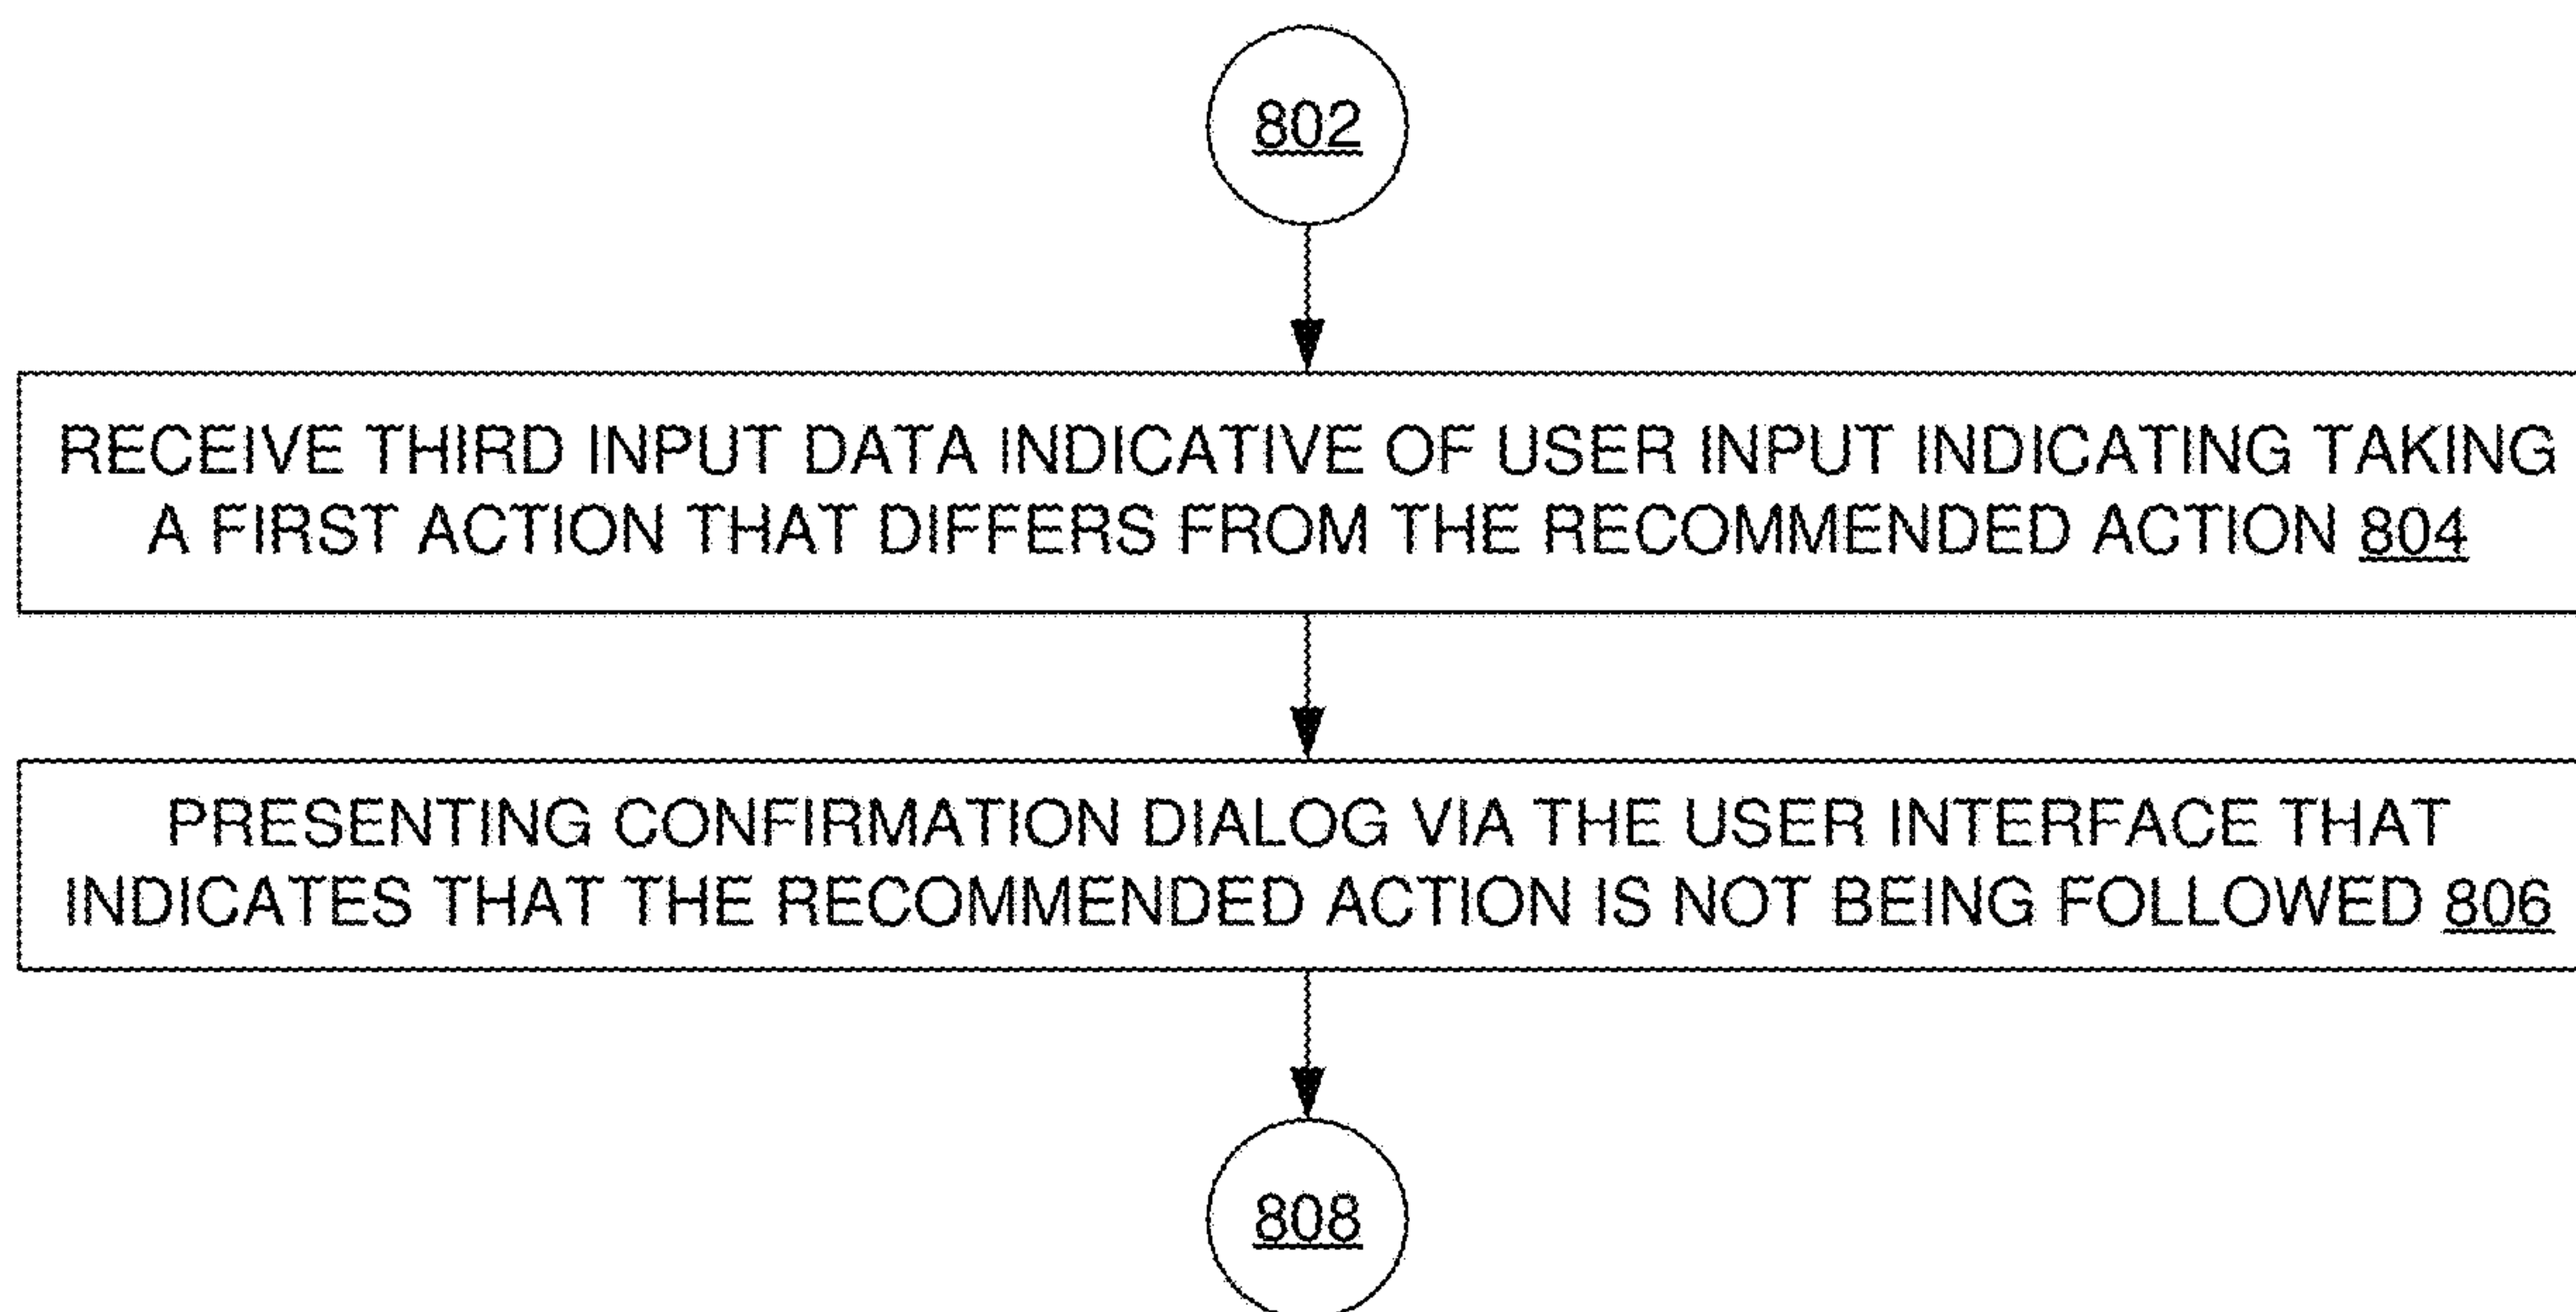 802
RECEIVE THIRD INPUT DATA INDICATIVE OF USER INPUT INDICATING TAKING
A FIRST ACTION THAT DIFFERS FROM THE RECOMMENDED ACTION 804
PRESENTING CONFIRMATION DIALOG VIA THE USER INTERFACE THAT
INDICATES THAT THE RECOMMENDED ACTION IS NOT BEING FOLLOWED 806
808